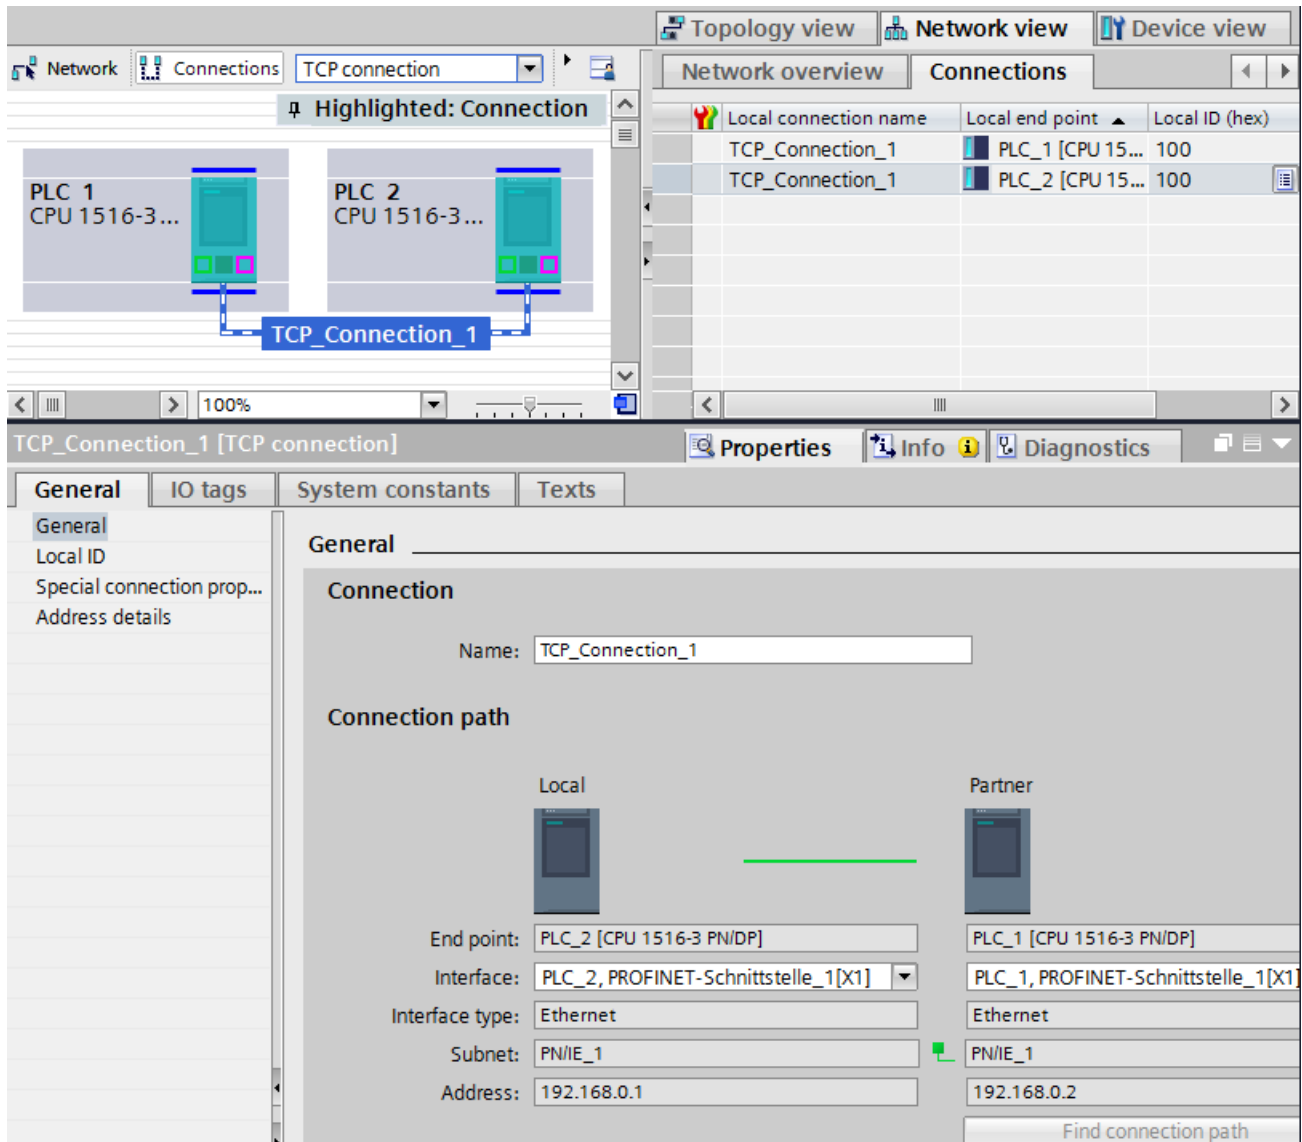 Topology view Network view Device view
Network Connections TCP connection
Network overview Connections
Highlighted: Connection
Local connection name Local end point Local ID (hex)
TCP_Connection_1 PLC_1 [CPU 15... 100
TCP_Connection_1 PLC_2 [CPU 15... 100
PLC_1
CPU 1516-3...
PLC_2
CPU 1516-3...
TCP_Connection_1
100%
TCP_Connection_1 [TCP connection]
Properties Info Diagnostics
General IO tags System constants Texts
General
Local ID
Special connection prop...
Address details
General
Connection
Name: TCP_Connection_1
Connection path
Local Partner
End point: PLC_2 [CPU 1516-3 PN/DP] PLC_1 [CPU 1516-3 PN/DP]
Interface: PLC_2, PROFINET-Schnittstelle_1[X1] PLC_1, PROFINET-Schnittstelle_1[X1]
Interface type: Ethernet Ethernet
Subnet: PN/IE_1 PN/IE_1
Address: 192.168.0.1 192.168.0.2
Find connection path